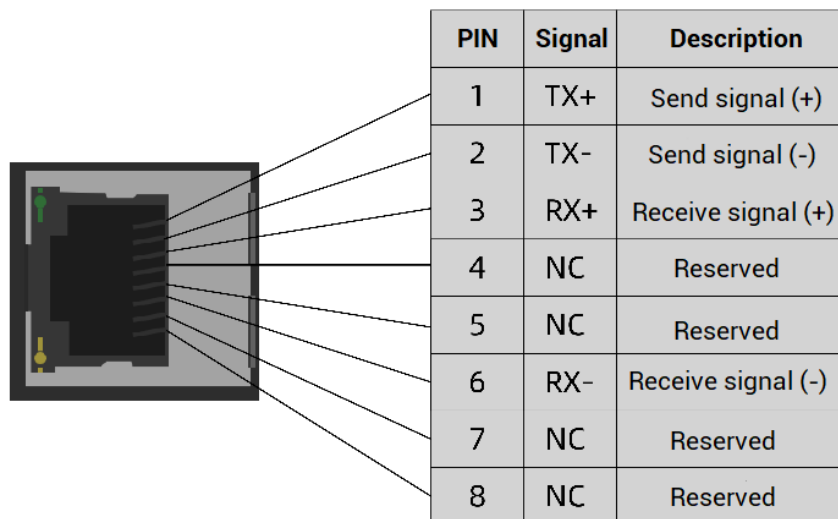 PIN Signal Description
1 TX+ Send signal (+)
2 TX- Send signal (-)
3 RX+ Receive signal (+)
4 NC Reserved
5 NC Reserved
6 RX- Receive signal (-)
7 NC Reserved
8 NC Reserved